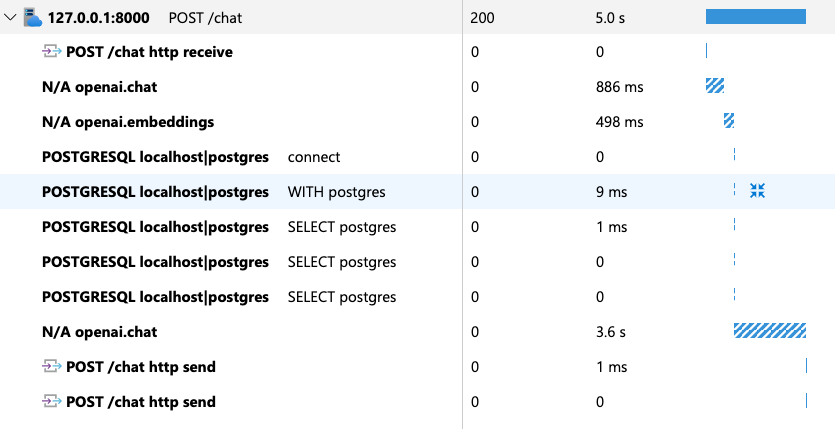 127.0.0.1:8000 POST /chat 200 5.0 s
POST /chat http receive 0 0
N/A openai.chat 0 886 ms
N/A openai.embeddings 0 498 ms
POSTGRESQL localhost|postgres connect 0 0
POSTGRESQL localhost|postgres WITH postgres 0 9 ms
POSTGRESQL localhost|postgres SELECT postgres 0 1 ms
POSTGRESQL localhost|postgres SELECT postgres 0 0
POSTGRESQL localhost|postgres SELECT postgres 0 0
N/A openai.chat 0 3.6 s
POST /chat http send 0 1 ms
POST /chat http send 0 0